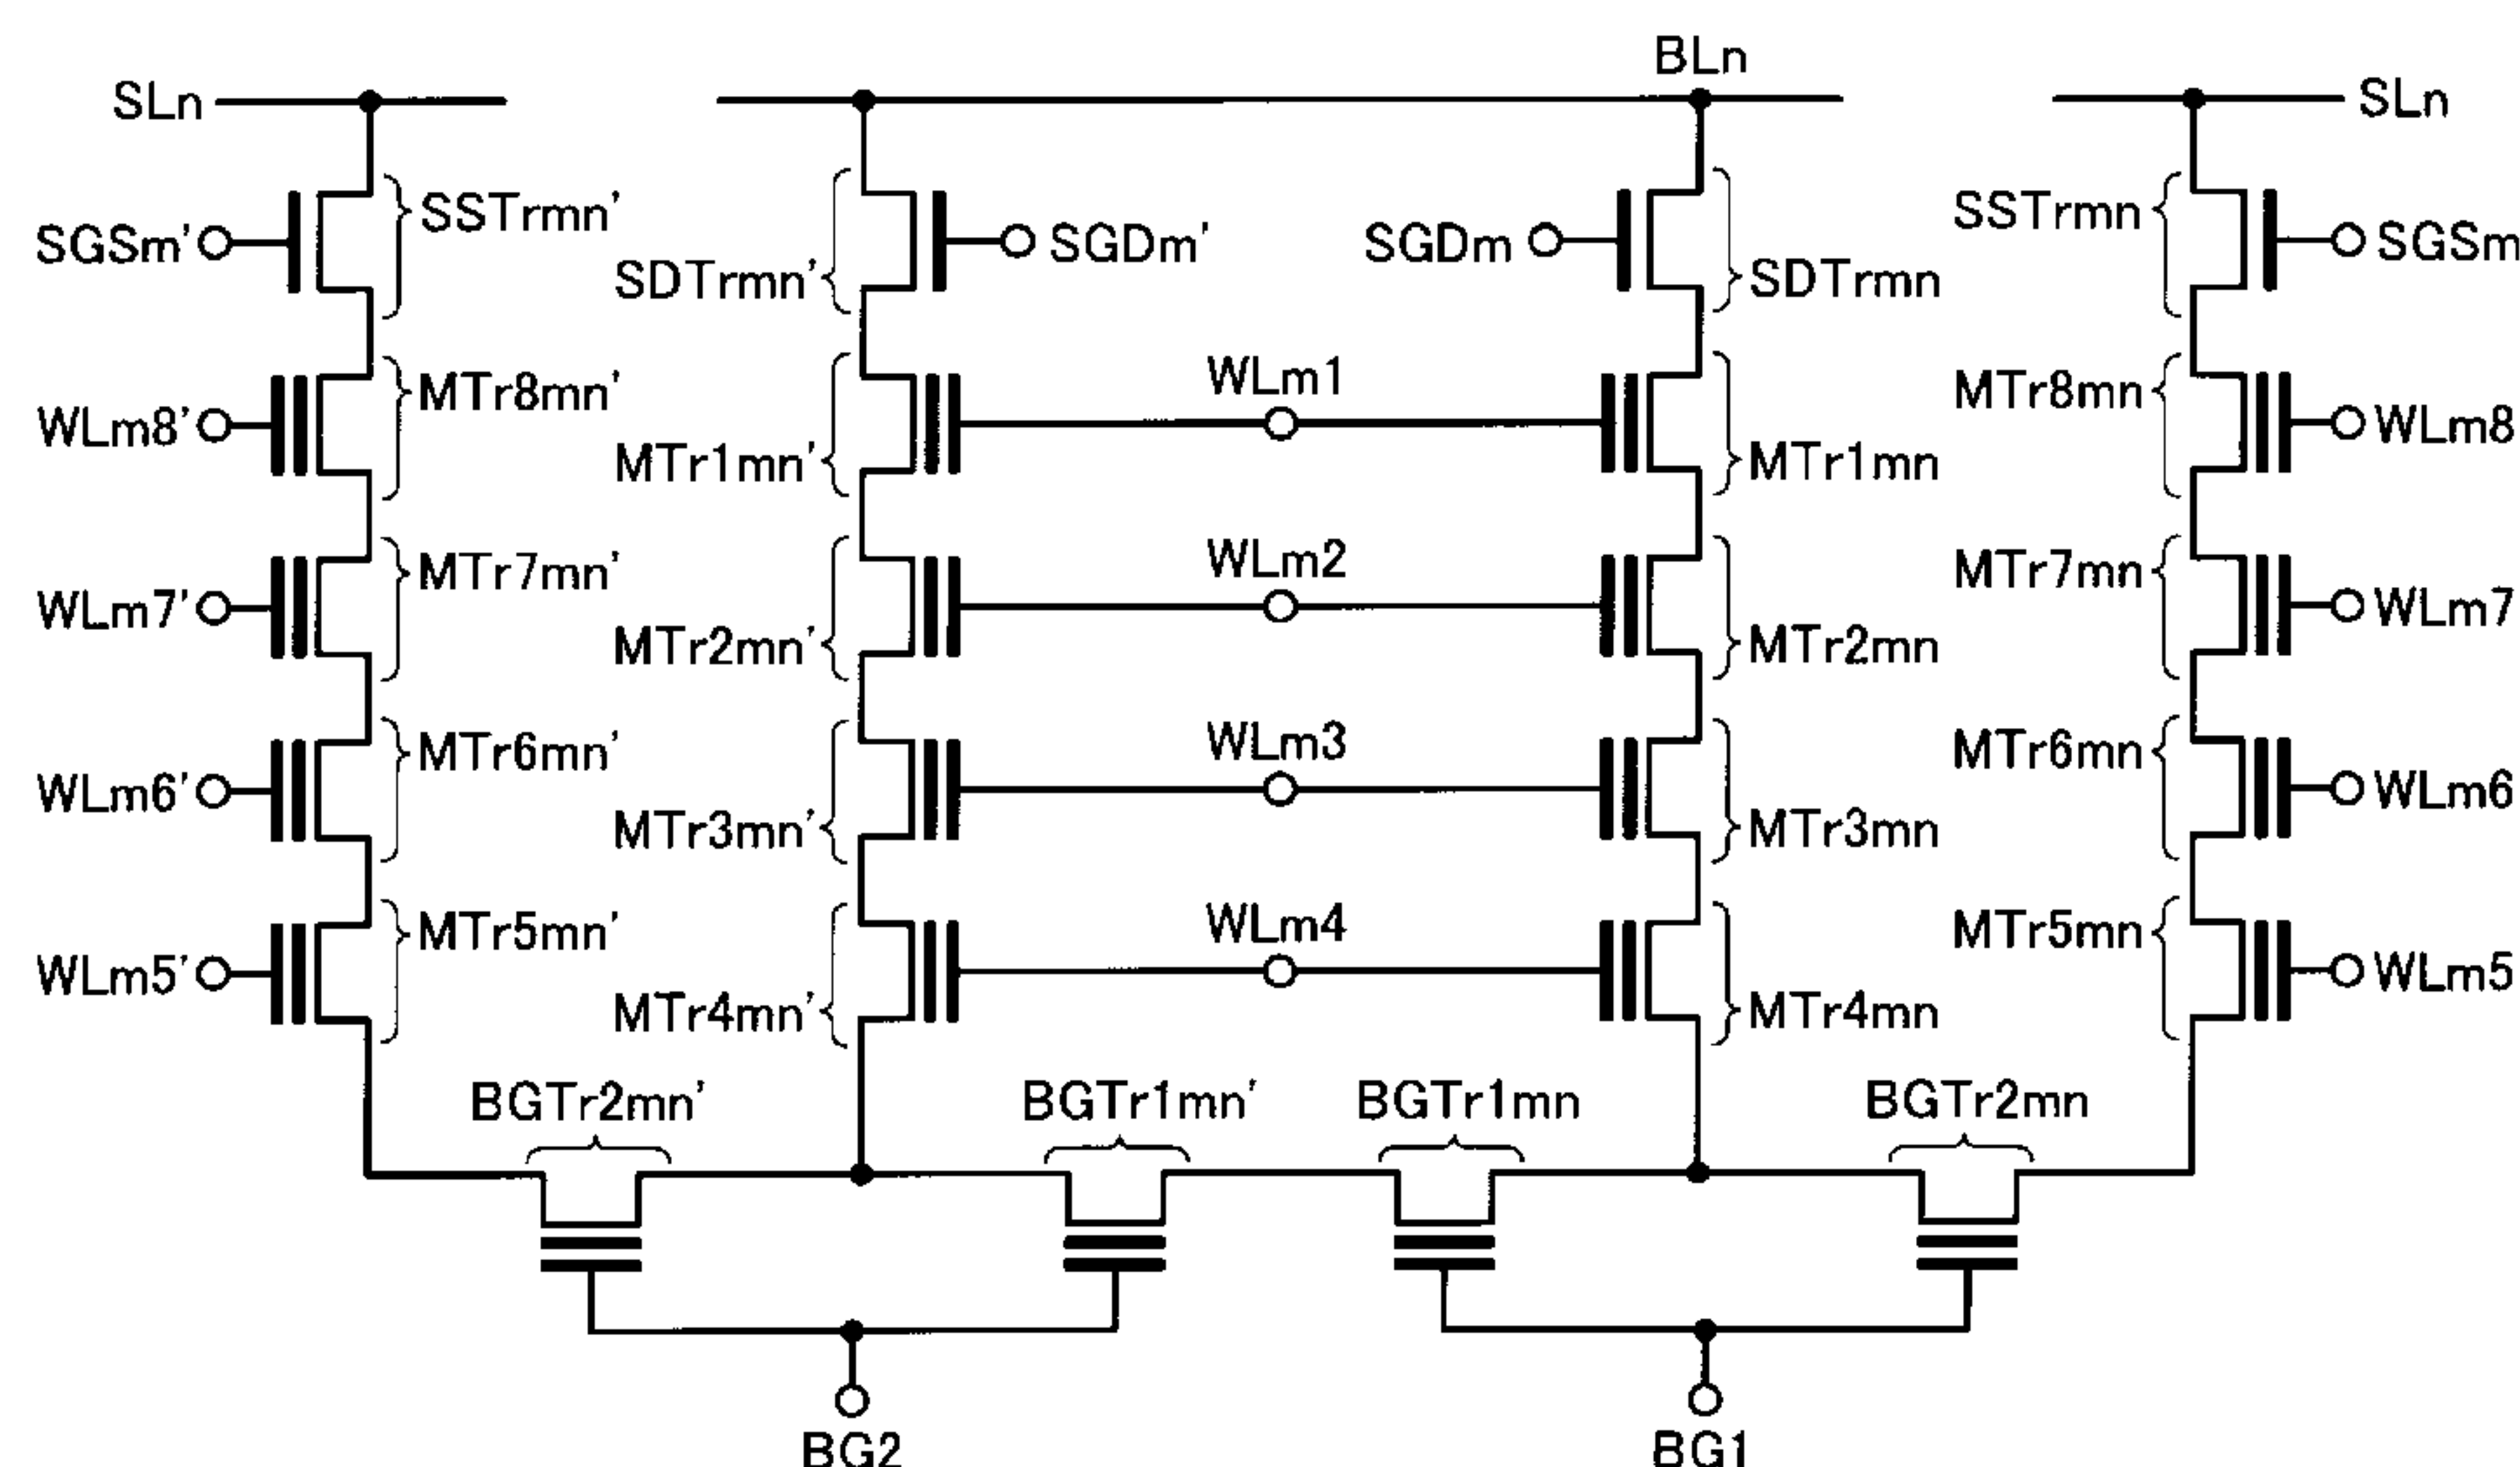 BLn
SLn
SLn
SSTrmn'
SSTrmn
SGSm'
SGDm'
SGDm
SGSm
SDTrmn'
SDTrmn
WLm1
MTr8mn'
MTr8mn
WLm8'
WLm8
MTr1mn'
MTr1mn
WLm2
MTr7mn'
MTr7mn
WLm7'
WLm7
MTr2mn'
MTr2mn
WLm3
MTr6mn'
MTr6mn
WLm6'
WLm6
MTr3mn'
MTr3mn
WLm4
MTr5mn'
MTr5mn
WLm5'
WLm5
MTr4mn'
MTr4mn
BGTr2mn'
BGTr1mn'
BGTr1mn
BGTr2mn
BG2
BG1